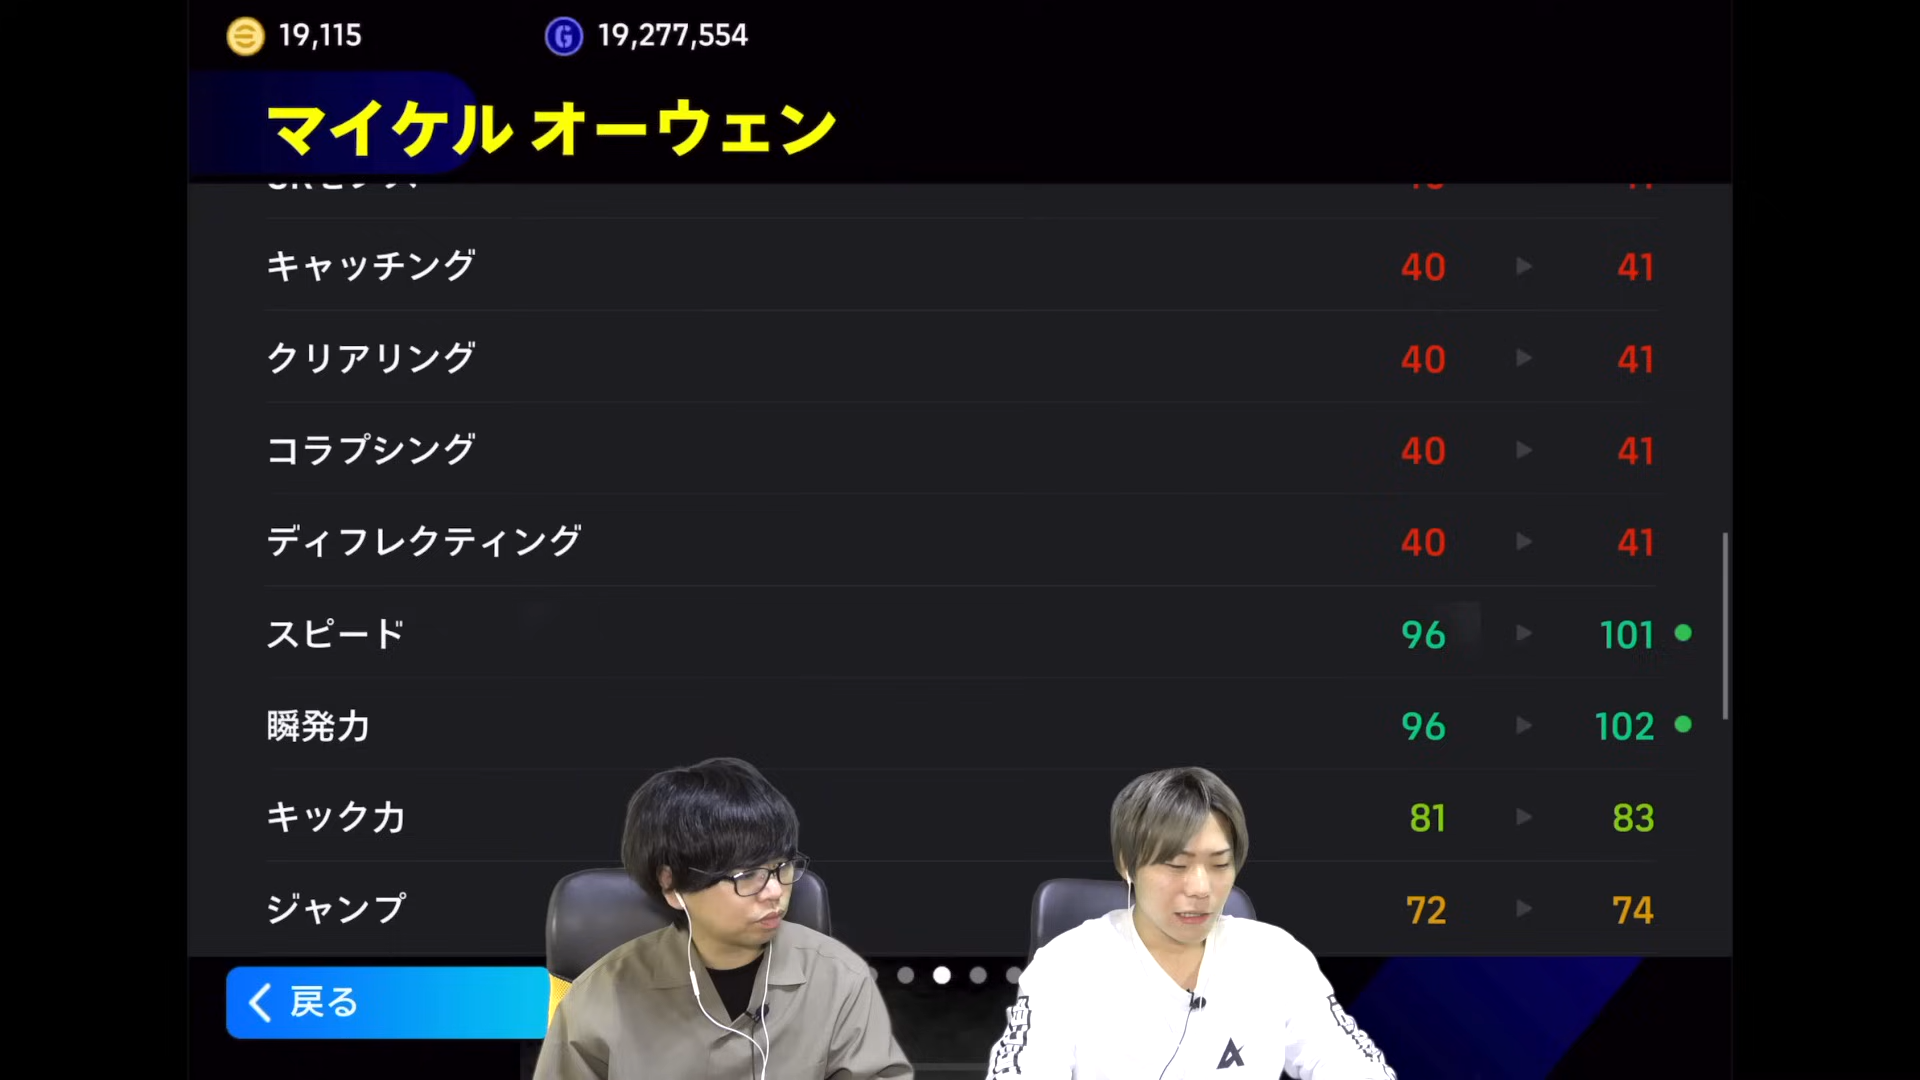 19,115 19,277,554
マイケル オーウェン
キャッチング 40 ▶ 41
クリアリング 40 ▶ 41
コラプシング 40 ▶ 41
ディフレクティング 40 ▶ 41
スピード 96 ▶ 101
瞬発力 96 ▶ 102
キック力 81 ▶ 83
ジャンプ 72 ▶ 74
戻る